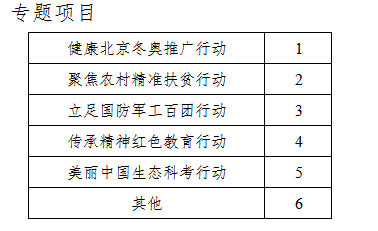 专题项目
健康北京冬奥推广行动 1
聚焦农村精准扶贫行动 2
立足国防军工百团行动 3
传承精神红色教育行动 4
美丽中国生态科考行动 5
其他 6